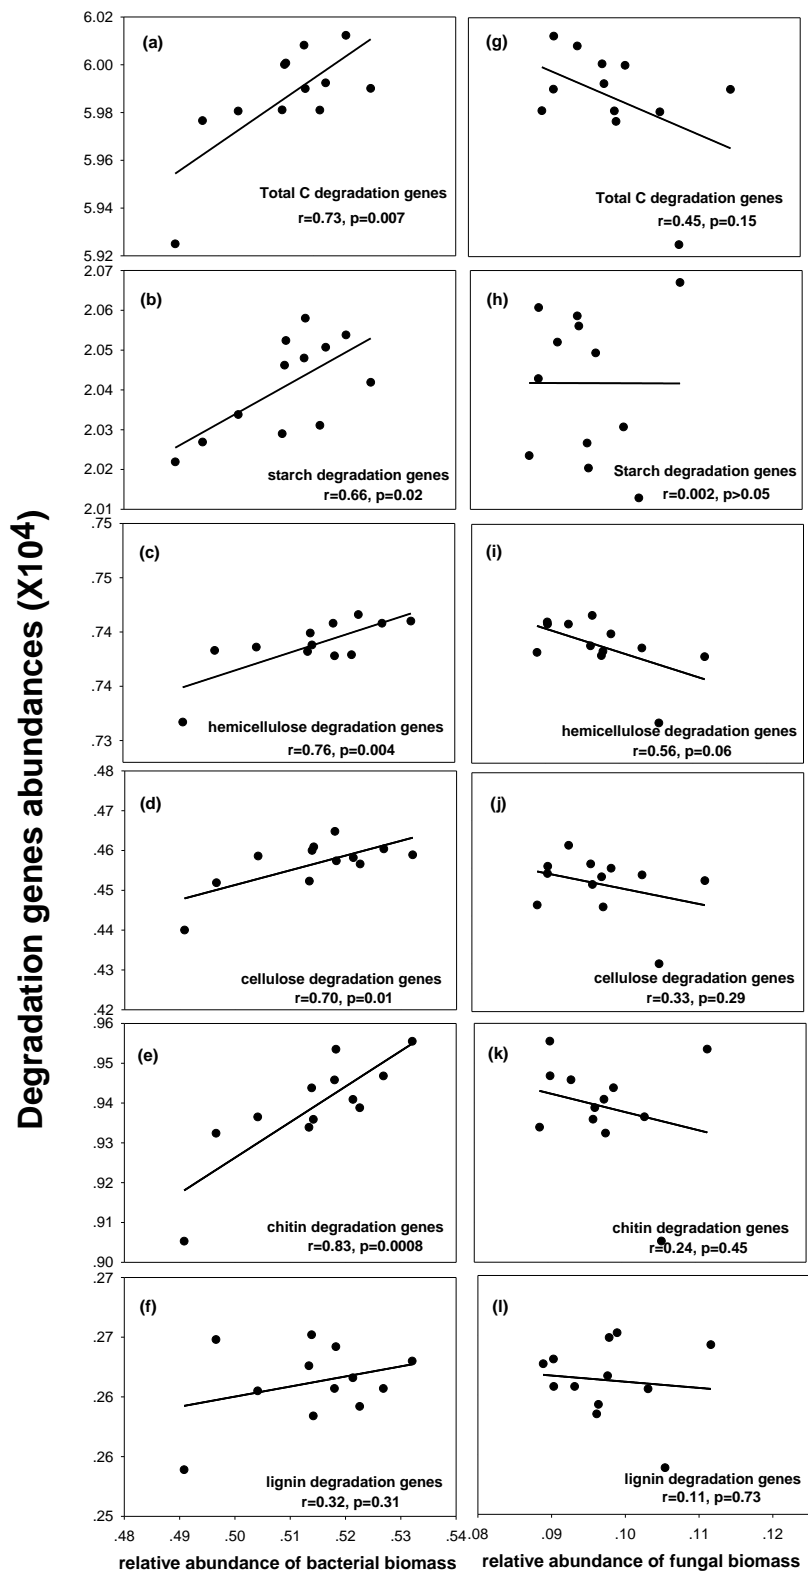 Degradation genes abundances (X10⁴)
(a)
6.02
6.00
5.98
5.96
5.94
5.92
Total C degradation genes
r=0.73, p=0.007
(g)
Total C degradation genes
r=0.45, p=0.15
(b)
2.07
2.06
2.05
2.04
2.03
2.02
2.01
starch degradation genes
r=0.66, p=0.02
(h)
Starch degradation genes
r=0.002, p>0.05
(c)
.75
.75
.74
.74
.73
hemicellulose degradation genes
r=0.76, p=0.004
(i)
hemicellulose degradation genes
r=0.56, p=0.06
(d)
.48
.47
.46
.45
.44
.43
.42
cellulose degradation genes
r=0.70, p=0.01
(j)
cellulose degradation genes
r=0.33, p=0.29
(e)
.96
.95
.94
.93
.92
.91
.90
chitin degradation genes
r=0.83, p=0.0008
(k)
chitin degradation genes
r=0.24, p=0.45
(f)
.27
.27
.26
.26
.25
lignin degradation genes
r=0.32, p=0.31
(l)
lignin degradation genes
r=0.11, p=0.73
.48 .49 .50 .51 .52 .53 .54
.08 .09 .10 .11 .12
relative abundance of bacterial biomass
relative abundance of fungal biomass